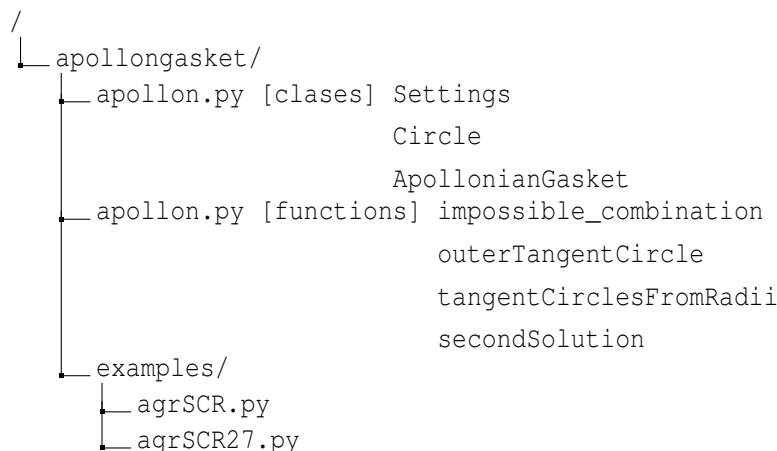 /
apollongasket/
apollon.py [clases] Settings
Circle
ApollonianGasket
apollon.py [functions] impossible_combination
outerTangentCircle
tangentCirclesFromRadii
secondSolution
examples/
agrSCR.py
agrSCR27.py